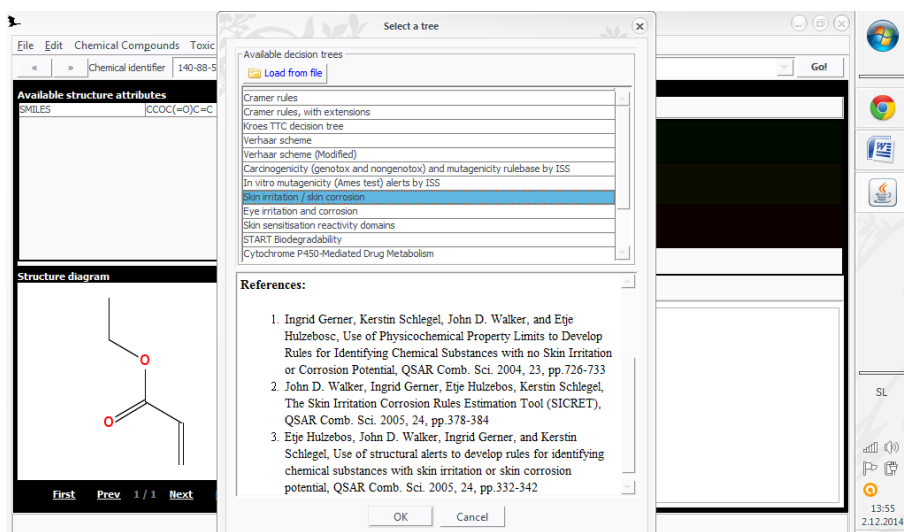 Select a tree
File Edit Chemical Compounds Toxic
« » Chemical identifier 140-88-5
Go!
Available structure attributes
SMILES CCOC(=O)C=C
Available decision trees
Load from file
Cramer rules
Cramer rules, with extensions
Kroes TTC decision tree
Verhaar scheme
Verhaar scheme (Modified)
Carcinogenicity (genotox and nongenotox) and mutagenicity rulebase by ISS
In vitro mutagenicity (Ames test) alerts by ISS
Skin irritation / skin corrosion
Eye irritation and corrosion
Skin sensitisation reactivity domains
START Biodegradability
Cytochrome P450-Mediated Drug Metabolism
Structure diagram
O
O
First Prev 1 / 1 Next
References:
1. Ingrid Gerner, Kerstin Schlegel, John D. Walker, and Etje
Hulzebosc, Use of Physicochemical Property Limits to Develop
Rules for Identifying Chemical Substances with no Skin Irritation
or Corrosion Potential, QSAR Comb. Sci. 2004, 23, pp.726-733
2. John D. Walker, Ingrid Gerner, Etje Hulzebos, Kerstin Schlegel,
The Skin Irritation Corrosion Rules Estimation Tool (SICRET),
QSAR Comb. Sci. 2005, 24, pp.378-384
3. Etje Hulzebos, John D. Walker, Ingrid Gerner, and Kerstin
Schlegel, Use of structural alerts to develop rules for identifying
chemical substances with skin irritation or skin corrosion
potential, QSAR Comb. Sci. 2005, 24, pp.332-342
OK Cancel
SL
13:55
2.12.2014